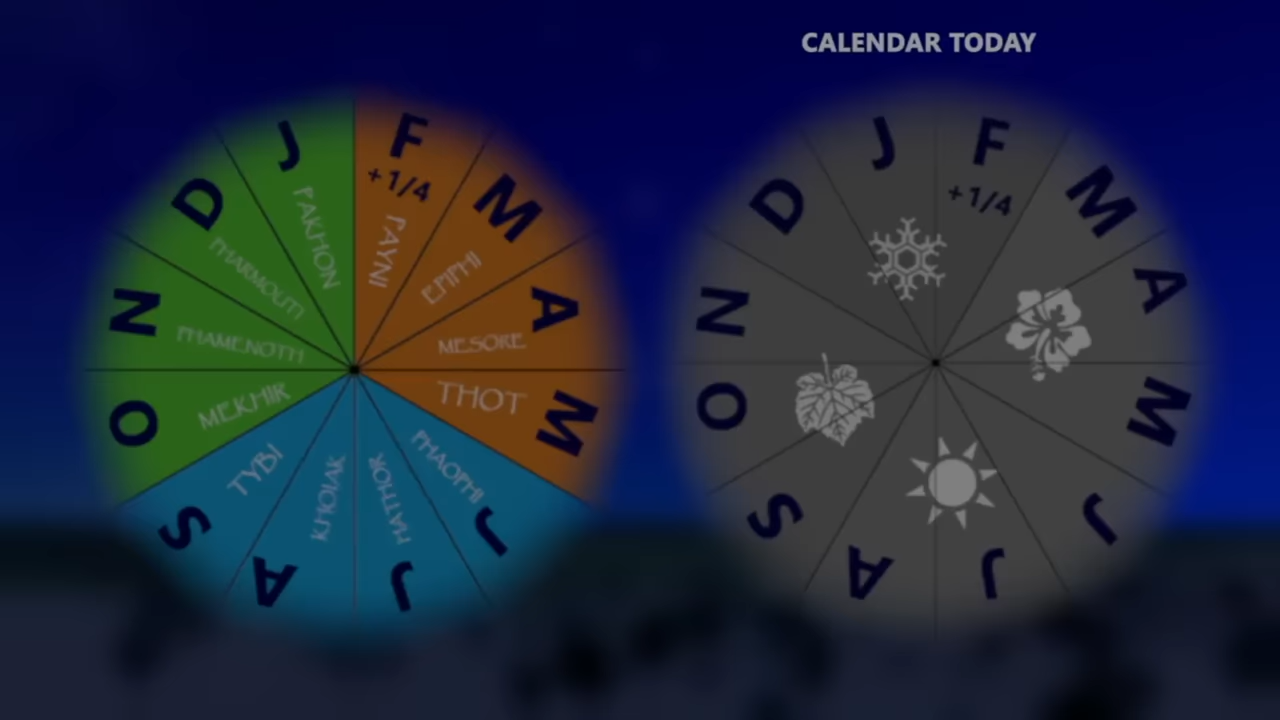 CALENDAR TODAY
J
F
+1/4
M
A
M
J
J
A
S
O
N
D
PAKHON
PAYNI
EPIPHI
MESORE
THOT
PHAOPHI
HATHOR
KHOIAK
TYBI
MEKHIR
PHAMENOTH
PHARMOUTI
J
F
+1/4
M
A
M
J
J
A
S
O
N
D